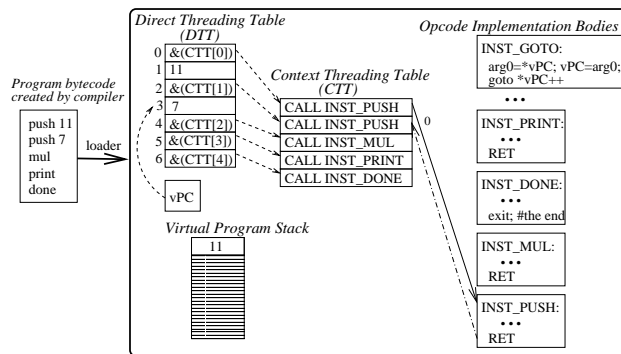 Program bytecode
created by compiler
push 11
push 7
mul
print
done
loader
Direct Threading Table
(DTT)
0 &(CTT[0])
1 11
2 &(CTT[1])
3 7
4 &(CTT[2])
5 &(CTT[3])
6 &(CTT[4])
vPC
Virtual Program Stack
11
Context Threading Table
(CTT)
CALL INST_PUSH
CALL INST_PUSH
CALL INST_MUL
CALL INST_PRINT
CALL INST_DONE
0
Opcode Implementation Bodies
INST_GOTO:
arg0=*vPC; vPC=arg0;
goto *vPC++
...
INST_PRINT:
...
RET
INST_DONE:
...
exit; #the end
INST_MUL:
...
RET
INST_PUSH:
...
RET